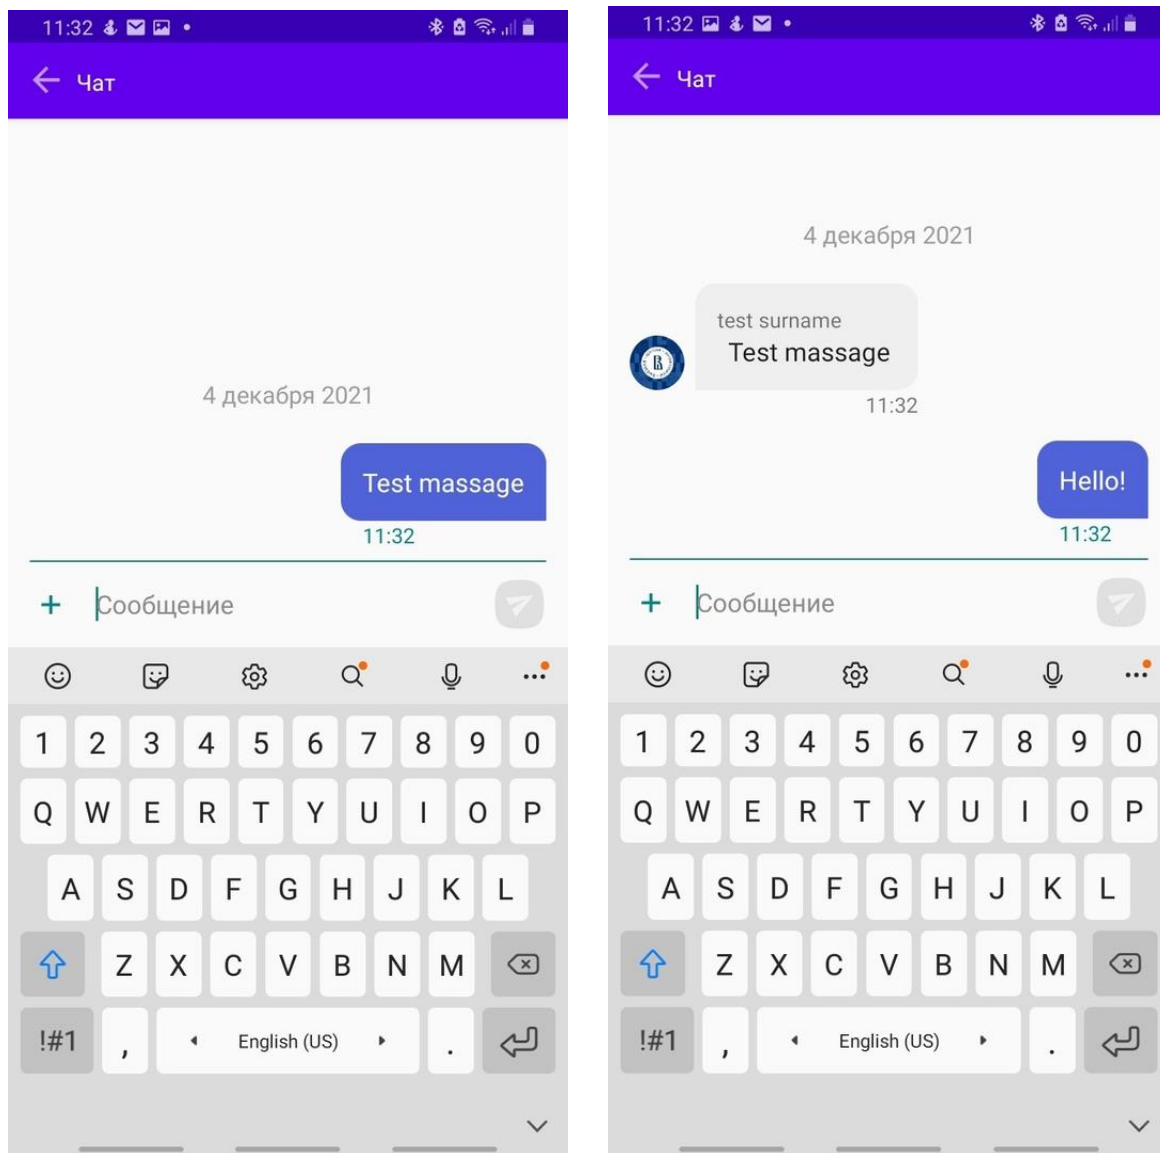 11:32
Чат
4 декабря 2021
Test massage
11:32
+ Сообщение
1 2 3 4 5 6 7 8 9 0
Q W E R T Y U I O P
A S D F G H J K L
Z X C V B N M
!#1 , English (US) .
11:32
Чат
4 декабря 2021
test surname
Test massage
11:32
Hello!
11:32
+ Сообщение
1 2 3 4 5 6 7 8 9 0
Q W E R T Y U I O P
A S D F G H J K L
Z X C V B N M
!#1 , English (US) .